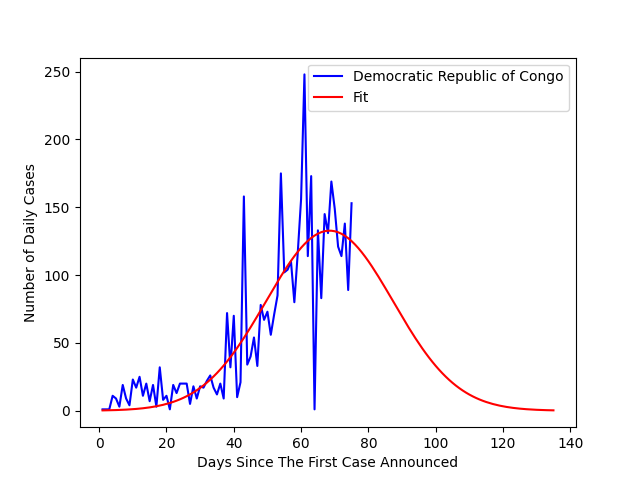 Democratic Republic of Congo
Fit
250
200
150
100
50
0
Number of Daily Cases
0 20 40 60 80 100 120 140
Days Since The First Case Announced